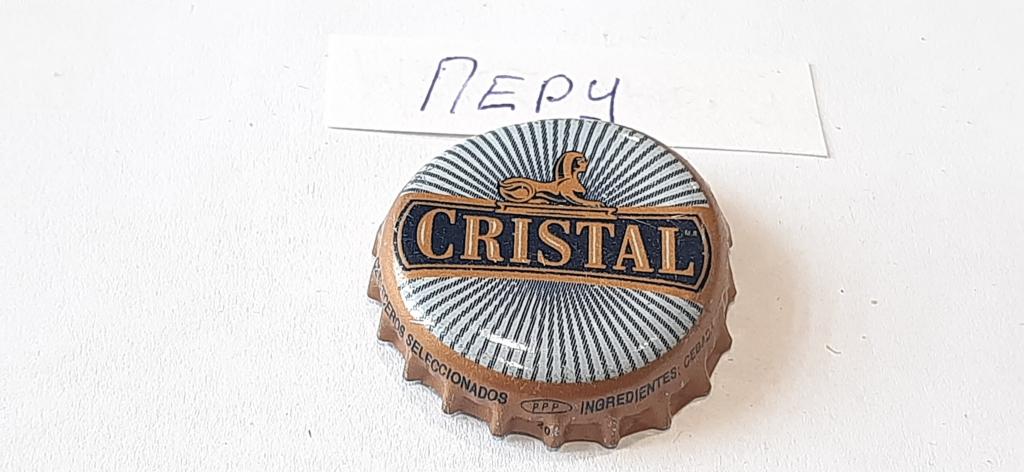 Перу
CRISTAL
SELECCIONADOS
PPP
INGREDIENTES: